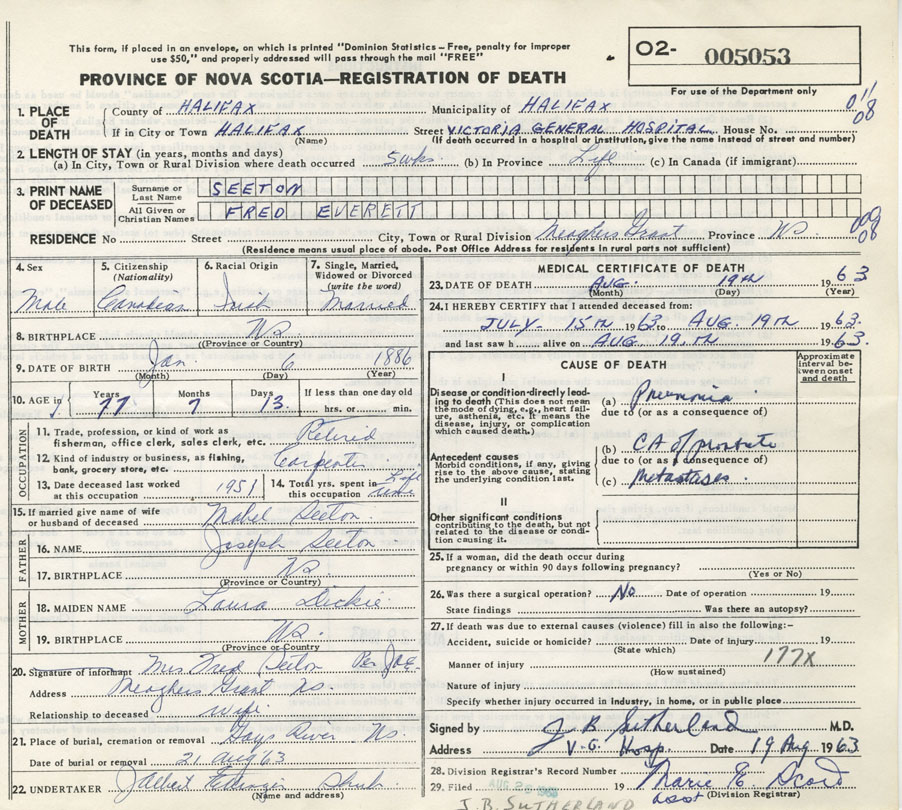 This form, if placed in an envelope, on which is printed "Dominion Statistics – Free, penalty for improper
use $50," and properly addressed will pass through the mail "FREE"
PROVINCE OF NOVA SCOTIA—REGISTRATION OF DEATH
O2- 005053
For use of the Department only
1. PLACE OF DEATH
County of HALIFAX Municipality of HALIFAX
If in City or Town HALIFAX Street VICTORIA GENERAL HOSPITAL House No.
(Name) (If death occurred in a hospital or institution, give the name instead of street and number)
2. LENGTH OF STAY (in years, months and days)
(a) In City, Town or Rural Division where death occurred 5 wks. (b) In Province Life (c) In Canada (if immigrant)
3. PRINT NAME OF DECEASED
Surname or Last Name SEETON
All Given or Christian Names FRED EVERETT
RESIDENCE No Street City, Town or Rural Division Meaghers Grant Province NS
(Residence means usual place of abode. Post Office Address for residents in rural parts not sufficient)
4. Sex Male
5. Citizenship (Nationality) Canadian
6. Racial Origin Irish
7. Single, Married, Widowed or Divorced (write the word) Married
8. BIRTHPLACE NS
(Province or Country)
9. DATE OF BIRTH Jan 6 1886
(Month) (Day) (Year)
10. AGE in Years 77 Months 7 Days 13 If less than one day old hrs. or min.
OCCUPATION
11. Trade, profession, or kind of work as fisherman, office clerk, sales clerk, etc. Retired
12. Kind of industry or business, as fishing, bank, grocery store, etc. Carpenter
13. Date deceased last worked at this occupation 1951
14. Total yrs. spent in this occupation Life time
15. If married give name of wife or husband of deceased Mabel Seeton
FATHER
16. NAME Joseph Seeton
17. BIRTHPLACE NS
(Province or Country)
MOTHER
18. MAIDEN NAME Laura Dickie
19. BIRTHPLACE NS.
(Province or Country)
20. Signature of informant Mrs Fred Seeton Per
Address Meaghers Grant Ns.
Relationship to deceased wife.
21. Place of burial, cremation or removal Gays River Ns.
Date of burial or removal 21 Aug 63
22. UNDERTAKER
(Name and address)
MEDICAL CERTIFICATE OF DEATH
23. DATE OF DEATH AUG. 19TH 1963
(Month) (Day) (Year)
24. I HEREBY CERTIFY that I attended deceased from:
JULY - 15TH 1963 to AUG. 19TH 1963.
and last saw h alive on AUG 19TH 1963.
CAUSE OF DEATH
Approximate interval between onset and death
I
Disease or condition directly leading to death (This does not mean the mode of dying, e.g., heart failure, asthenia, etc. It means the disease, injury, or complication which caused death.)
(a) Pneumonia
due to (or as a consequence of)
Antecedent causes
Morbid conditions, if any, giving rise to the above cause, stating the underlying condition last.
(b) CA of prostate
due to (or as a consequence of)
(c) Metastases.
II
Other significant conditions
contributing to the death, but not related to the disease or condition causing it.
25. If a woman, did the death occur during
pregnancy or within 90 days following pregnancy?
(Yes or No)
26. Was there a surgical operation? No Date of operation 19
State findings Was there an autopsy?
27. If death was due to external causes (violence) fill in also the following:-
Accident, suicide or homicide? Date of injury 19
(State which)
Manner of injury 177X
(How sustained)
Nature of injury
Specify whether injury occurred in industry, in home, or in public place
Signed by J B Sutherland M.D.
Address V.G. Hosp. Date 19 Aug 1963
28. Division Registrar's Record Number
29. Filed AUG 19
(Division Registrar)
J.B. SUTHERLAND